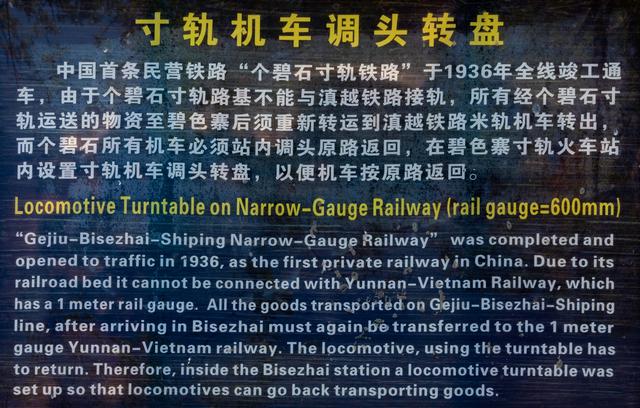 寸轨机车调头转盘
中国首条民营铁路“个碧石寸轨铁路”于1936年全线竣工通
车，由于个碧石寸轨路基不能与滇越铁路接轨，所有经个碧石寸
轨运送的物资至碧色寨后须重新转运到滇越铁路米轨机车转出，
而个碧石所有机车必须站内调头原路返回，在碧色寨寸轨火车站
内设置寸轨机车调头转盘，以便机车按原路返回。
Locomotive Turntable on Narrow-Gauge Railway (rail gauge=600mm)
“Gejiu-Bisezhai-Shiping Narrow-Gauge Railway” was completed and
opened to traffic in 1936, as the first private railway in China. Due to its
railroad bed it cannot be connected with Yunnan-Vietnam Railway, which
has a 1 meter rail gauge. All the goods transported on Gejiu-Bisezhai-Shiping
line, after arriving in Bisezhai must again be transferred to the 1 meter
gauge Yunnan-Vietnam railway. The locomotive, using the turntable has
to return. Therefore, inside the Bisezhai station a locomotive turntable was
set up so that locomotives can go back transporting goods.